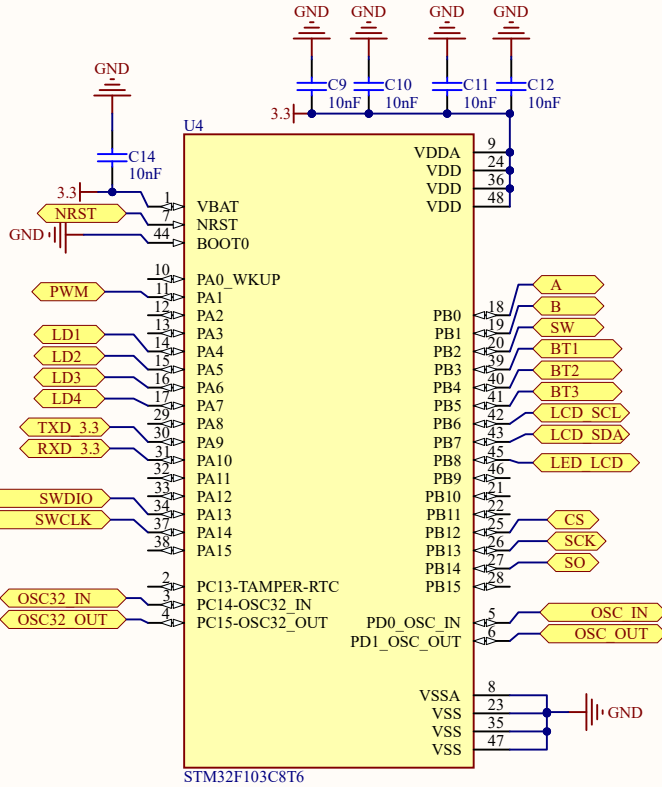 GND GND GND GND
GND
C9 C10 C11 C12
10nF 10nF 10nF 10nF
3.3
U4
C14
10nF
3.3
NRST
GND
1 VBAT
7 NRST
44 BOOT0
10 PA0_WKUP
PWM 11 PA1
12 PA2
13 PA3
LD1 14 PA4
LD2 15 PA5
LD3 16 PA6
LD4 17 PA7
29 PA8
TXD_3.3 30 PA9
RXD_3.3 31 PA10
32 PA11
33 PA12
SWDIO 34 PA13
SWCLK 37 PA14
38 PA15
2 PC13-TAMPER-RTC
OSC32_IN 3 PC14-OSC32_IN
OSC32_OUT 4 PC15-OSC32_OUT
VDDA 9
VDD 24
VDD 36
VDD 48
PB0 18 A
PB1 19 B
PB2 20 SW
PB3 39 BT1
PB4 40 BT2
PB5 41 BT3
PB6 42 LCD_SCL
PB7 43 LCD_SDA
PB8 45 LED_LCD
PB9 46
PB10 21
PB11 22
PB12 25 CS
PB13 26 SCK
PB14 27 SO
PB15 28
PD0_OSC_IN 5 OSC_IN
PD1_OSC_OUT 6 OSC_OUT
VSSA 8
VSS 23
VSS 35
VSS 47
GND
STM32F103C8T6